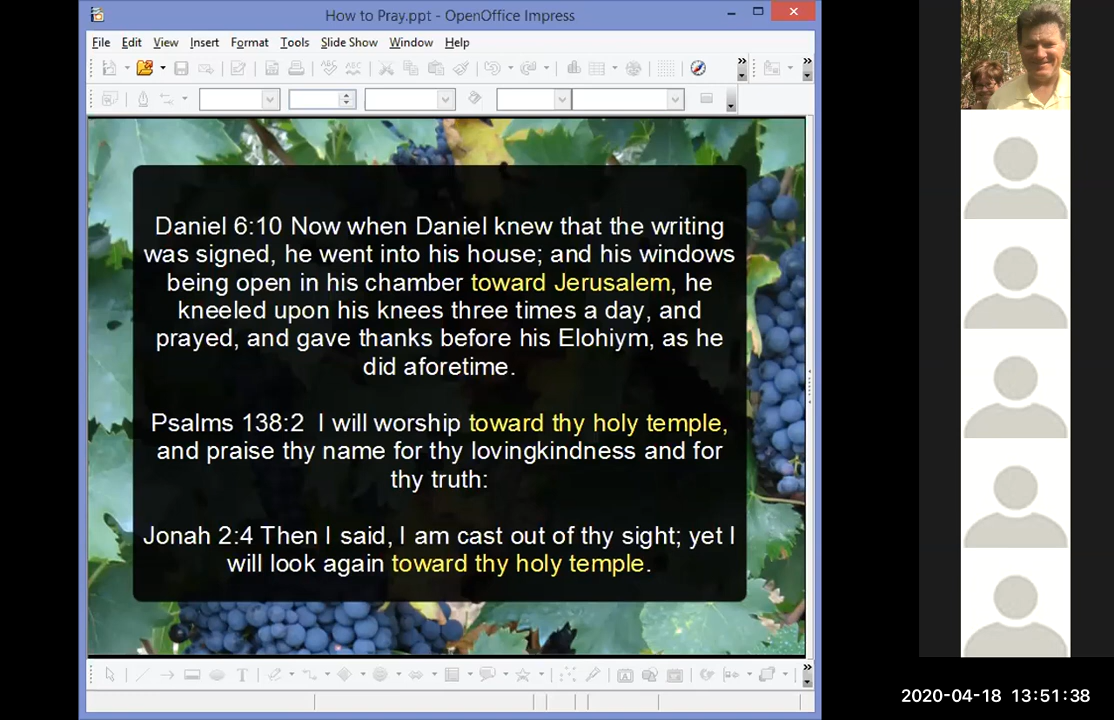 How to Pray.ppt - OpenOffice Impress
File Edit View Insert Format Tools Slide Show Window Help
Daniel 6:10 Now when Daniel knew that the writing
was signed, he went into his house; and his windows
being open in his chamber toward Jerusalem, he
kneeled upon his knees three times a day, and
prayed, and gave thanks before his Elohiym, as he
did aforetime.
Psalms 138:2  I will worship toward thy holy temple,
and praise thy name for thy lovingkindness and for
thy truth:
Jonah 2:4 Then I said, I am cast out of thy sight; yet I
will look again toward thy holy temple.
2020-04-18 13:51:38